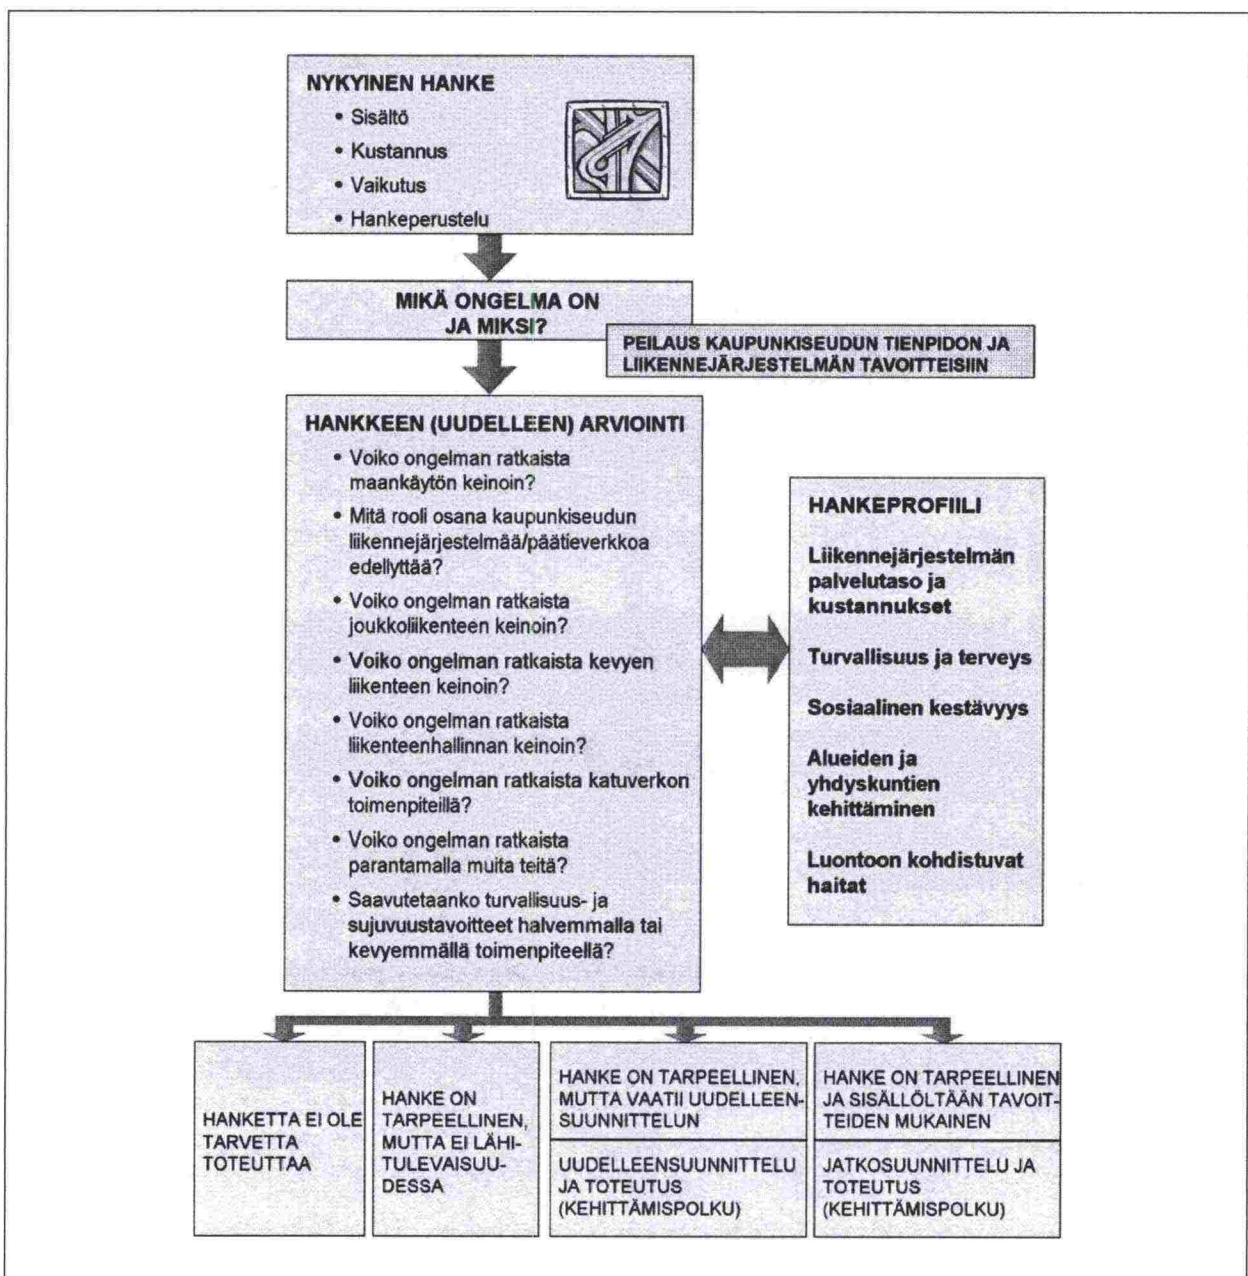 NYKYINEN HANKE
• Sisältö
• Kustannus
• Vaikutus
• Hankeperustelu
MIKÄ ONGELMA ON
JA MIKSI?
PEILAUS KAUPUNKISEUDUN TIENPIDON JA
LIIKENNEJÄRJESTELMÄN TAVOITTEISIIN
HANKKEEN (UUDELLEEN) ARVIOINTI
• Voiko ongelman ratkaista
maankäytön keinoin?
• Mitä rooli osana kaupunkiseudun
liikennejärjestelmää/päätieverkkoa
edellyttää?
• Voiko ongelman ratkaista
joukkoliikenteen keinoin?
• Voiko ongelman ratkaista kevyen
liikenteen keinoin?
• Voiko ongelman ratkaista
liikenteenhallinnan keinoin?
• Voiko ongelman ratkaista katuverkon
toimenpiteillä?
• Voiko ongelman ratkaista
parantamalla muita teitä?
• Saavutetaanko turvallisuus- ja
sujuvuustavoitteet halvemmalla tai
kevyemmällä toimenpiteellä?
HANKEPROFIILI
Liikennejärjestelmän
palvelutaso ja
kustannukset
Turvallisuus ja terveys
Sosiaalinen kestävyys
Alueiden ja
yhdyskuntien
kehittäminen
Luontoon kohdistuvat
haitat
HANKETTA EI OLE
TARVETTA
TOTEUTTAA
HANKE ON
TARPEELLINEN,
MUTTA EI LÄHI-
TULEVAISUU-
DESSA
HANKE ON TARPEELLINEN,
MUTTA VAATII UUDELLEEN-
SUUNNITTELUN
UUDELLEENSUUNNITTELU
JA TOTEUTUS
(KEHITTÄMISPOLKU)
HANKE ON TARPEELLINEN
JA SISÄLLÖLTÄÄN TAVOIT-
TEIDEN MUKAINEN
JATKOSUUNNITTELU JA
TOTEUTUS
(KEHITTÄMISPOLKU)